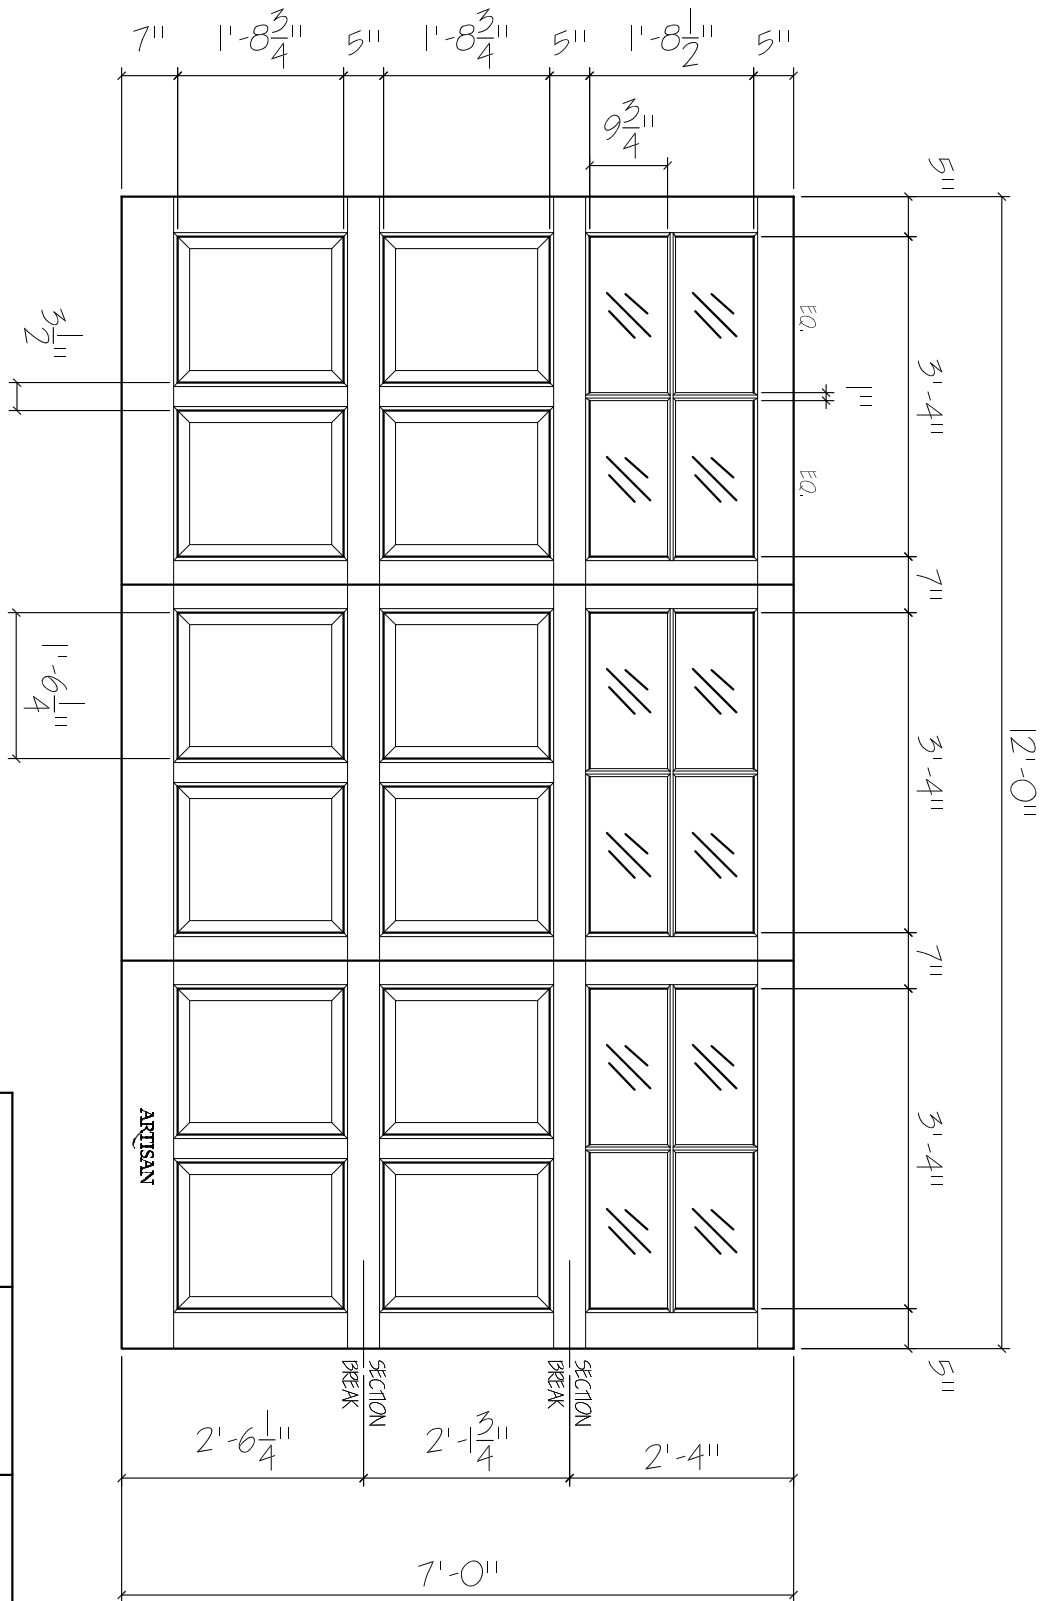 7" 1'-8 3/4" 5" 1'-8 3/4" 5" 1'-8 1/2" 5"
9 3/4"
5"
3'-4"
7"
3'-4"
7"
3'-4"
5"
12'-0"
EQ.
1"
EQ.
3 1/2"
1'-6 1/4"
ARTISAN
SECTION
BREAK
SECTION
BREAK
2'-6 1/4" 2'-1 3/4" 2'-4"
7'-0"